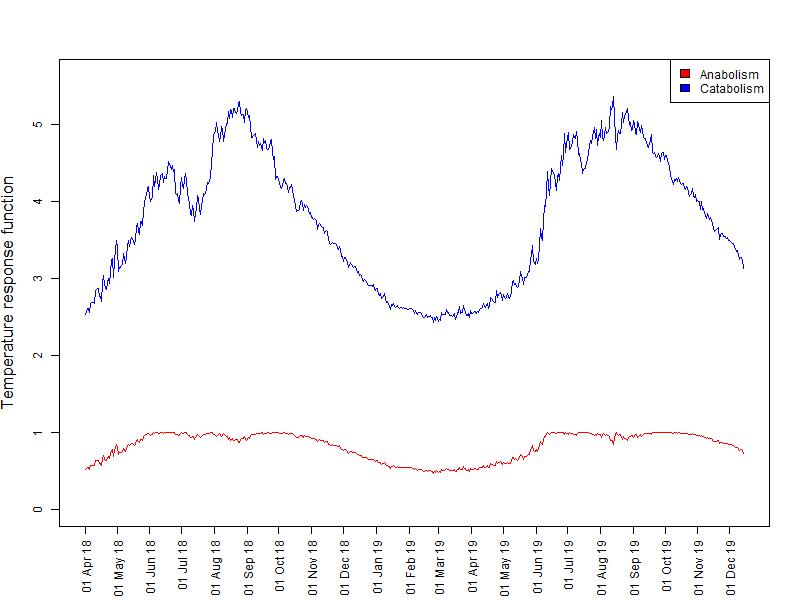 Anabolism
Catabolism
Temperature response function
5
4
3
2
1
0
01 Apr 18
01 May 18
01 Jun 18
01 Jul 18
01 Aug 18
01 Sep 18
01 Oct 18
01 Nov 18
01 Dec 18
01 Jan 19
01 Feb 19
01 Mar 19
01 Apr 19
01 May 19
01 Jun 19
01 Jul 19
01 Aug 19
01 Sep 19
01 Oct 19
01 Nov 19
01 Dec 19